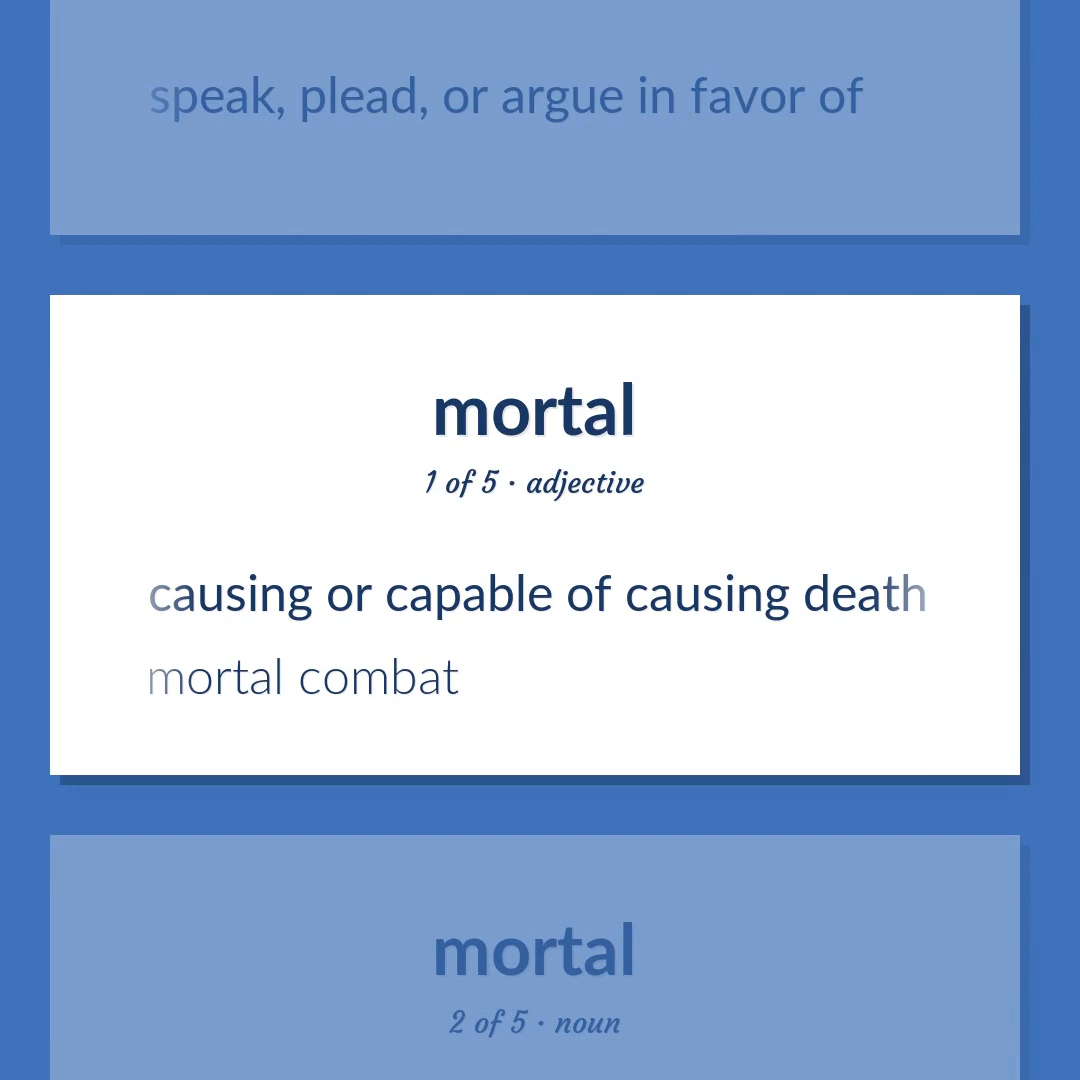 speak, plead, or argue in favor of
mortal
1 of 5 · adjective
causing or capable of causing death
mortal combat
mortal
2 of 5 · noun